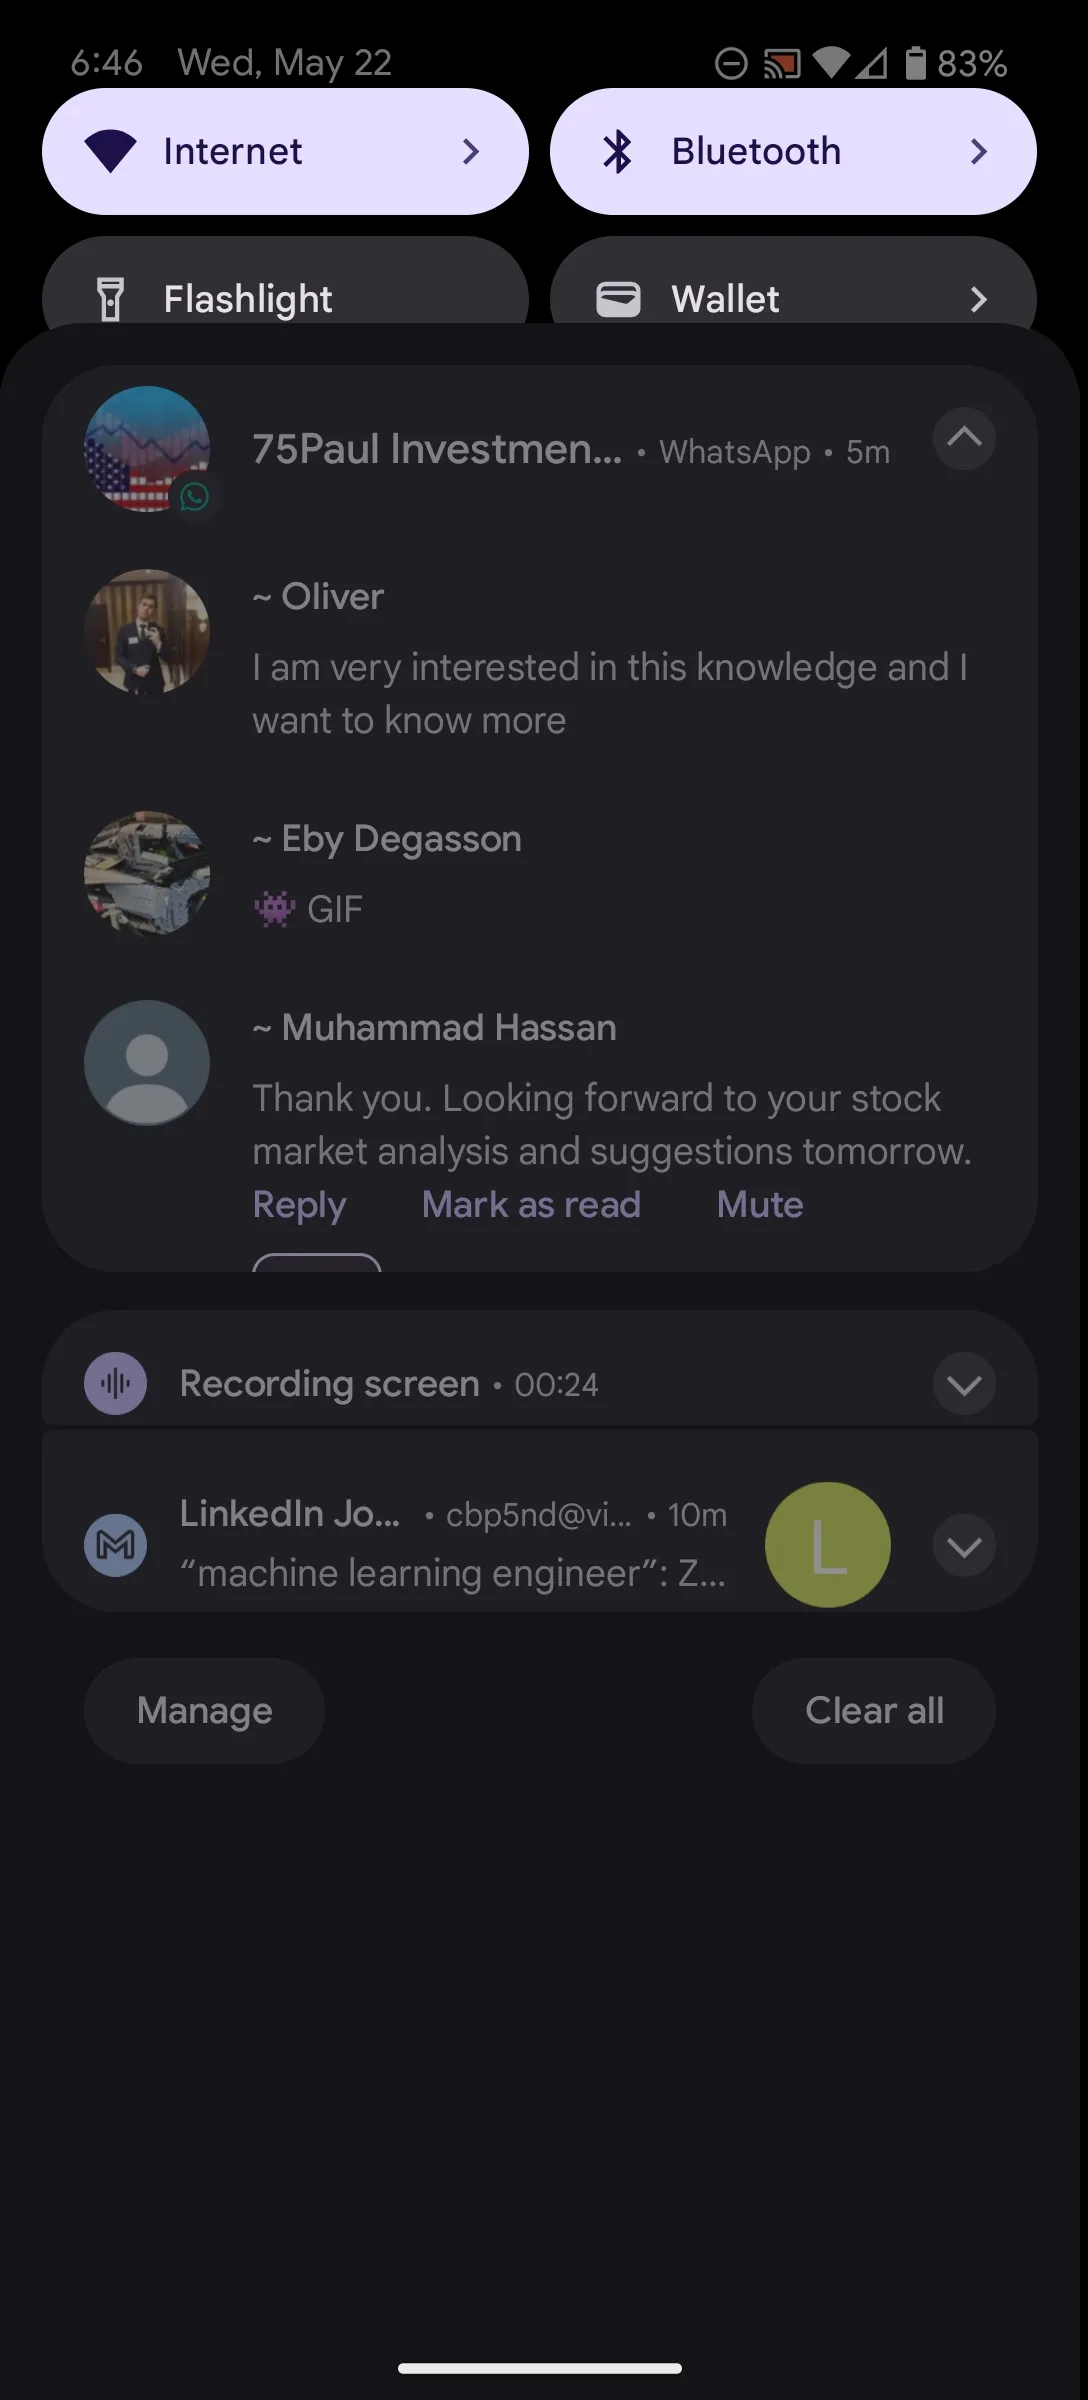 6:46 Wed, May 22 83%
Internet Bluetooth
Flashlight Wallet
75Paul Investmen... • WhatsApp • 5m
~ Oliver
I am very interested in this knowledge and I
want to know more
~ Eby Degasson
👾 GIF
~ Muhammad Hassan
Thank you. Looking forward to your stock
market analysis and suggestions tomorrow.
Reply Mark as read Mute
Recording screen • 00:24
LinkedIn Jo... • cbp5nd@vi... • 10m
“machine learning engineer”: Z...
L
Manage Clear all